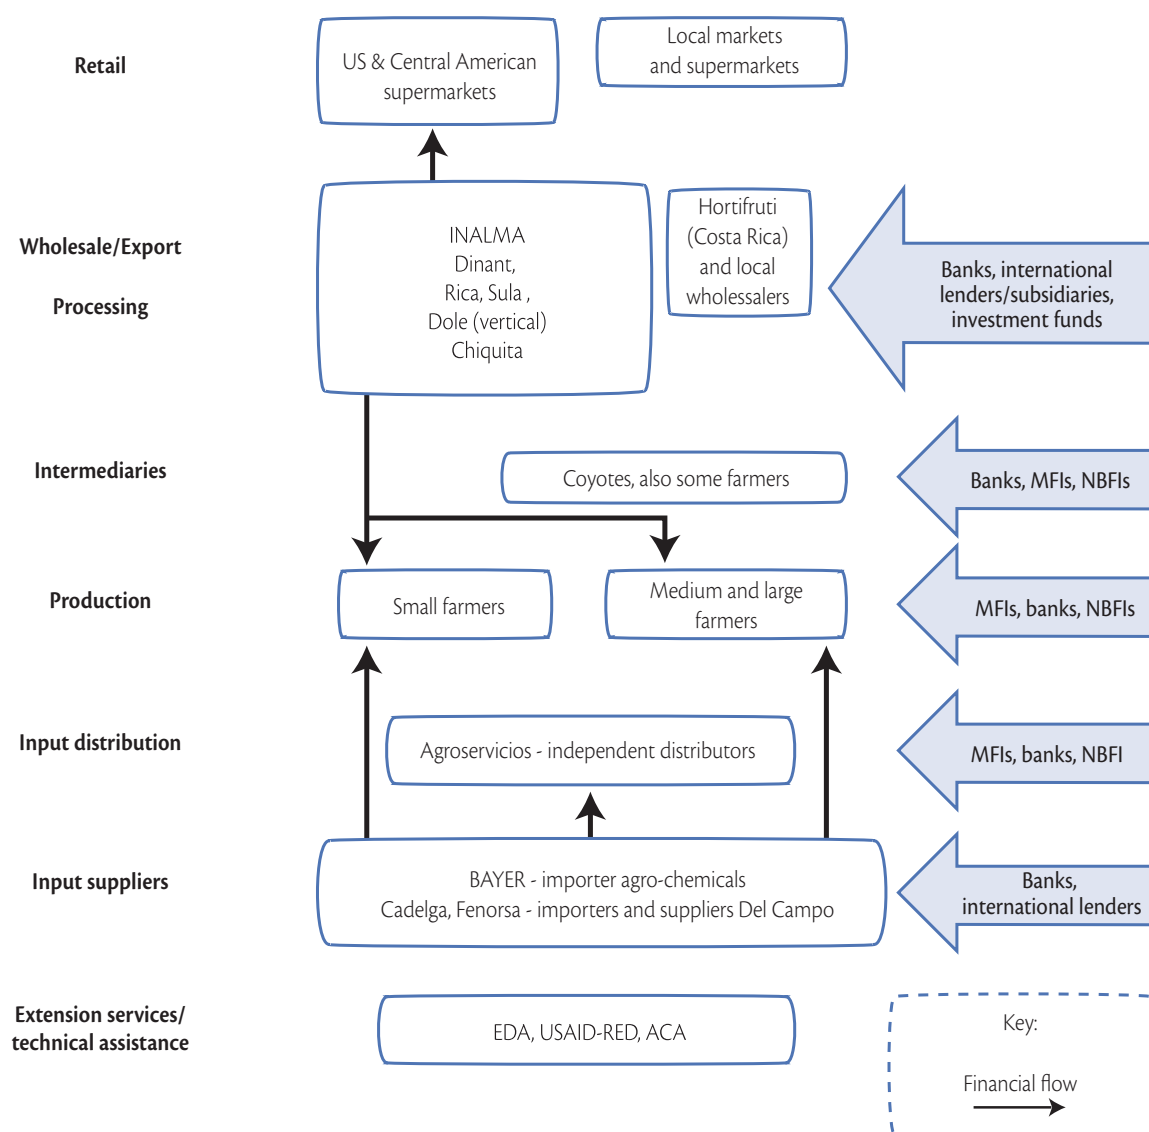 Retail
US & Central American
supermarkets
Local markets
and supermarkets
Wholesale/Export
Processing
INALMA
Dinant,
Rica, Sula ,
Dole (vertical)
Chiquita
Hortifruti
(Costa Rica)
and local
wholessalers
Banks, international
lenders/subsidiaries,
investment funds
Intermediaries
Coyotes, also some farmers
Banks, MFIs, NBFIs
Production
Small farmers
Medium and large
farmers
MFIs, banks, NBFIs
Input distribution
Agroservicios - independent distributors
MFIs, banks, NBFI
Input suppliers
BAYER - importer agro-chemicals
Cadelga, Fenorsa - importers and suppliers Del Campo
Banks,
international lenders
Extension services/
technical assistance
EDA, USAID-RED, ACA
Key:
Financial flow